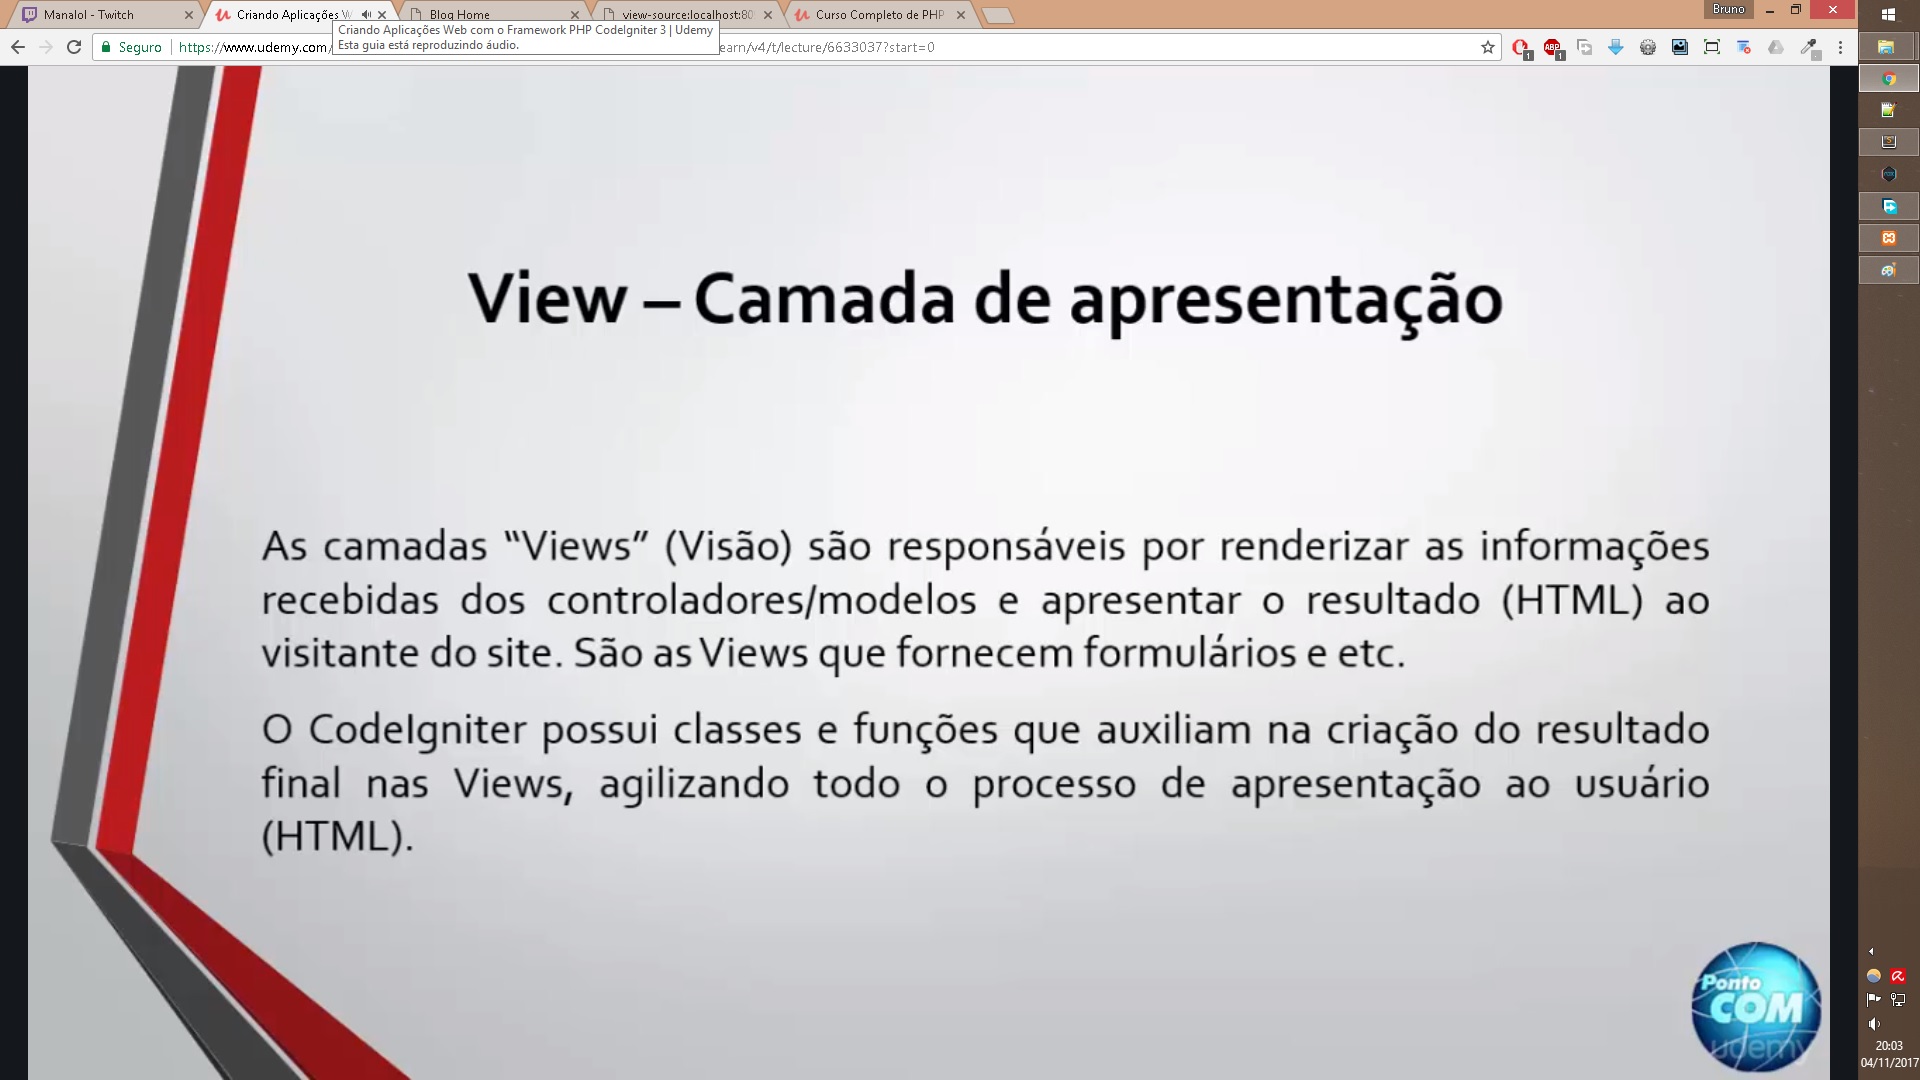 Manalol - Twitch
Criando Aplicações W
Blog Home
view-source:localhost:80
Curso Completo de PHP
Bruno
Criando Aplicações Web com o Framework PHP CodeIgniter 3 | Udemy
Esta guia está reproduzindo áudio.
Seguro
https://www.udemy.com/
earn/v4/t/lecture/6633037?start=0
1
ABP
1
View – Camada de apresentação
As camadas “Views” (Visão) são responsáveis por renderizar as informações
recebidas dos controladores/modelos e apresentar o resultado (HTML) ao
visitante do site. São as Views que fornecem formulários e etc.
O CodeIgniter possui classes e funções que auxiliam na criação do resultado
final nas Views, agilizando todo o processo de apresentação ao usuário
(HTML).
Ponto
COM
udemy
20:03
04/11/2017